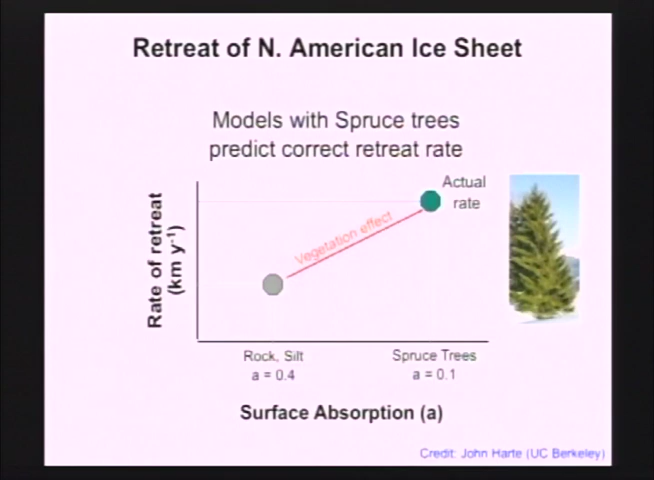 Retreat of N. American Ice Sheet
Models with Spruce trees
predict correct retreat rate
Actual
rate
Vegetation effect
Rate of retreat
(km y-1)
Rock, Silt
a = 0.4
Spruce Trees
a = 0.1
Surface Absorption (a)
Credit: John Harte (UC Berkeley)